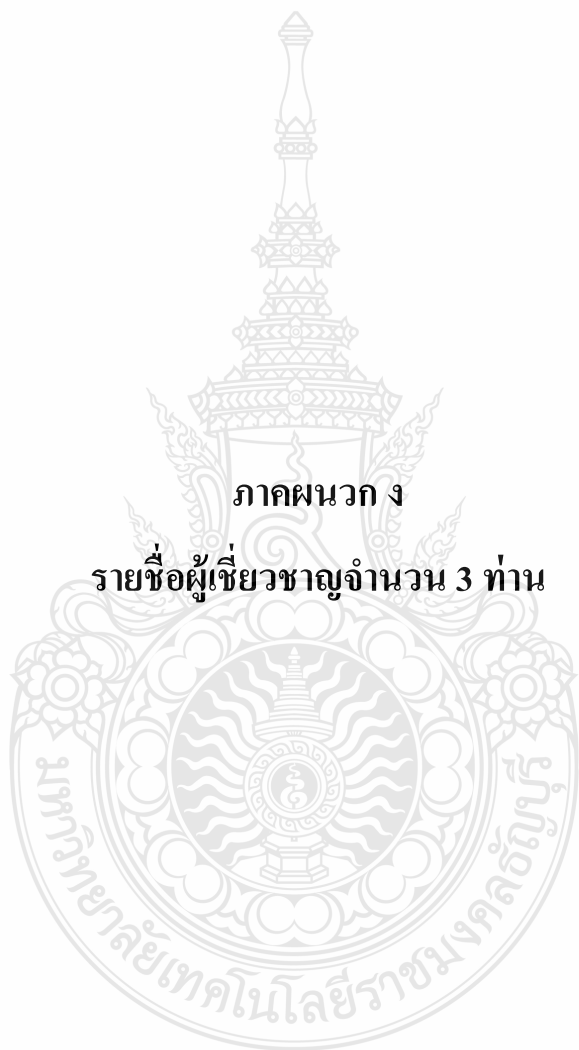 ภาคผนวก ง
รายชื่อผู้เชี่ยวชาญจำนวน 3 ท่าน
มหาวิทยาลัยเทคโนโลยีราชมงคลธัญบุรี